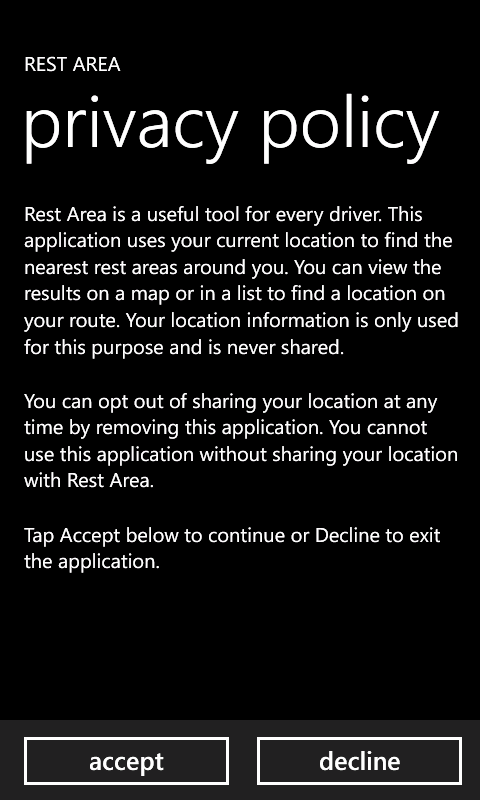 REST AREA
privacy policy
Rest Area is a useful tool for every driver. This
application uses your current location to find the
nearest rest areas around you. You can view the
results on a map or in a list to find a location on
your route. Your location information is only used
for this purpose and is never shared.
You can opt out of sharing your location at any
time by removing this application. You cannot
use this application without sharing your location
with Rest Area.
Tap Accept below to continue or Decline to exit
the application.
accept
decline